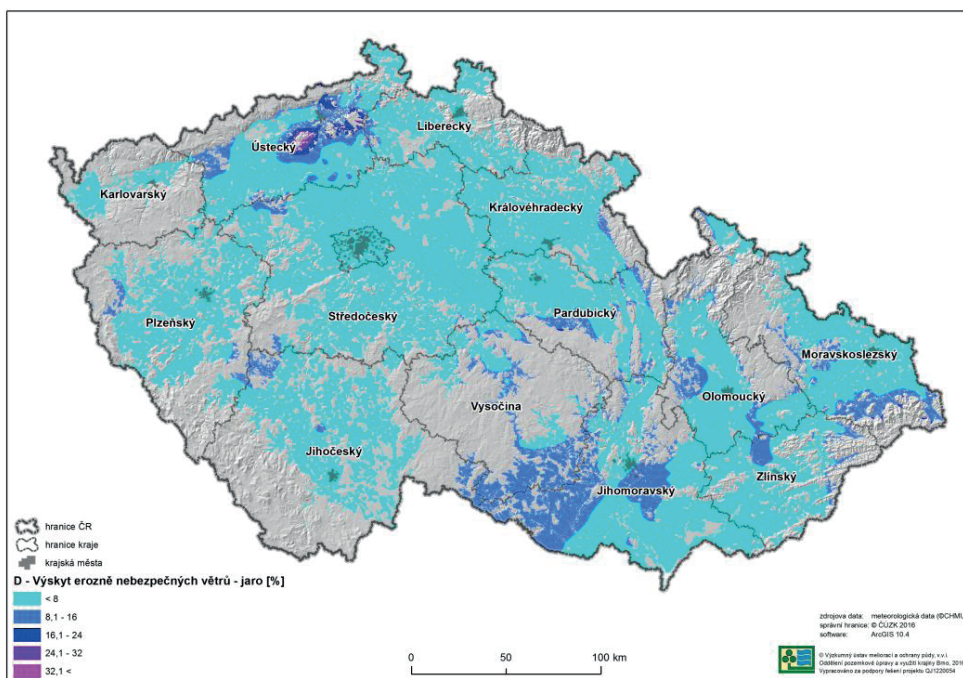 Liberecký
Ústecký
Karlovarský
Královéhradecký
Plzeňský
Středočeský
Pardubický
Moravskoslezský
Olomoucký
Vysočina
Jihočeský
Jihomoravský
Zlínský
hranice ČR
hranice kraje
krajská města
D - Výskyt erozně nebezpečných větrů - jaro [%]
< 8
8,1 - 16
16,1 - 24
24,1 - 32
32,1 <
0 50 100 km
zdrojova data: meteorologická data (©CHMU
správní hranice: © ČÚZK 2016
software: ArcGIS 10.4
© Výzkumný ústav meliorací a ochrany půdy, v.v.i.
Oddělení pozemkové úpravy a využití krajiny Brno, 2016
Vypracováno za podpory řešení projektu QJ1220054